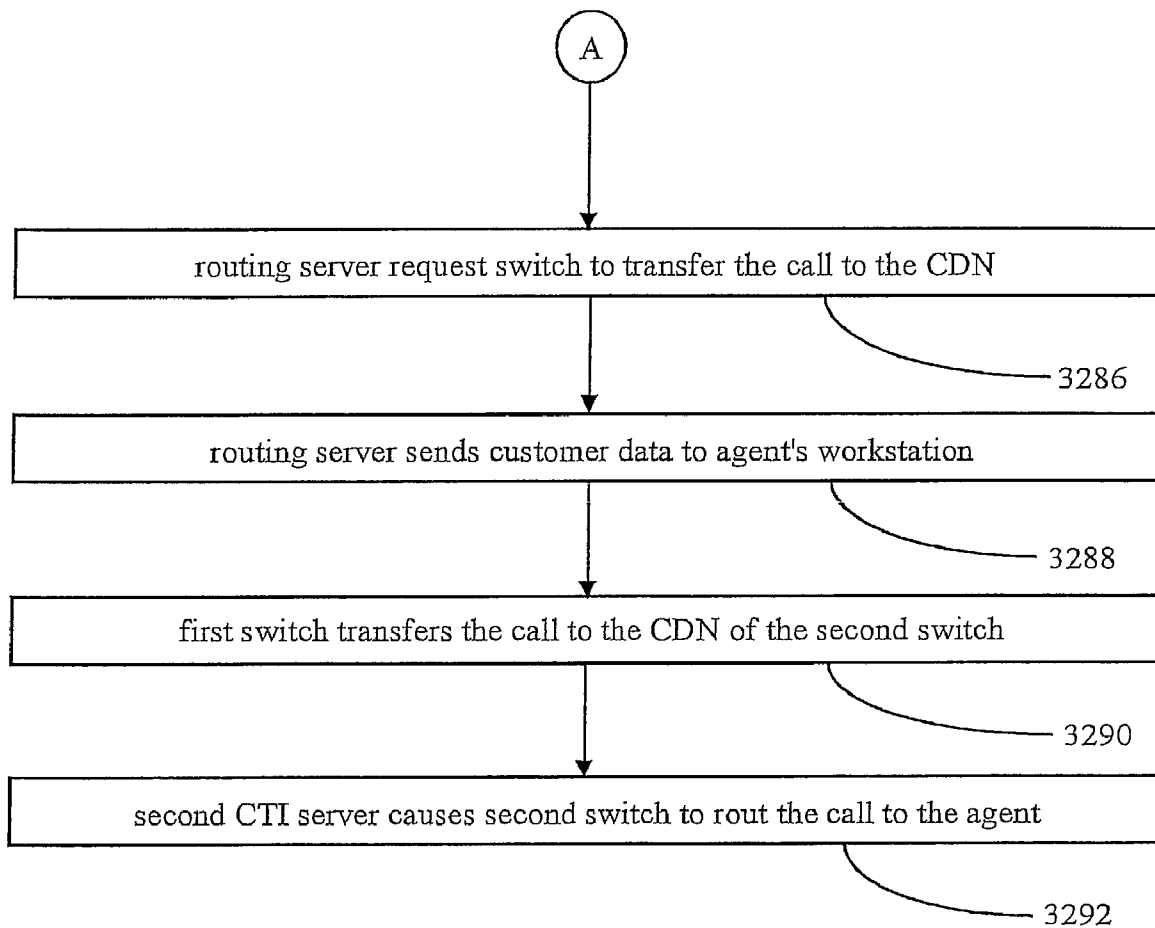 A
routing server request switch to transfer the call to the CDN
3286
routing server sends customer data to agent's workstation
3288
first switch transfers the call to the CDN of the second switch
3290
second CTI server causes second switch to rout the call to the agent
3292